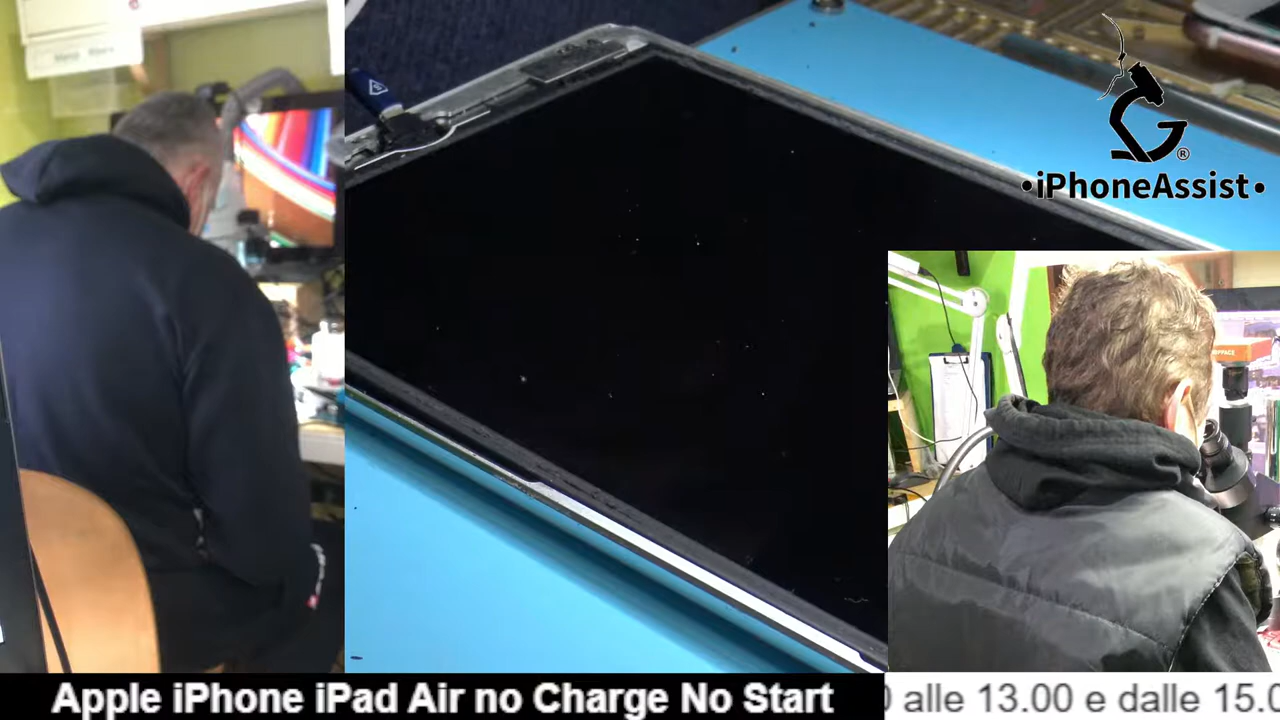 •iPhoneAssist•
®
Apple iPhone iPad Air no Charge No Start
alle 13.00 e dalle 15.0